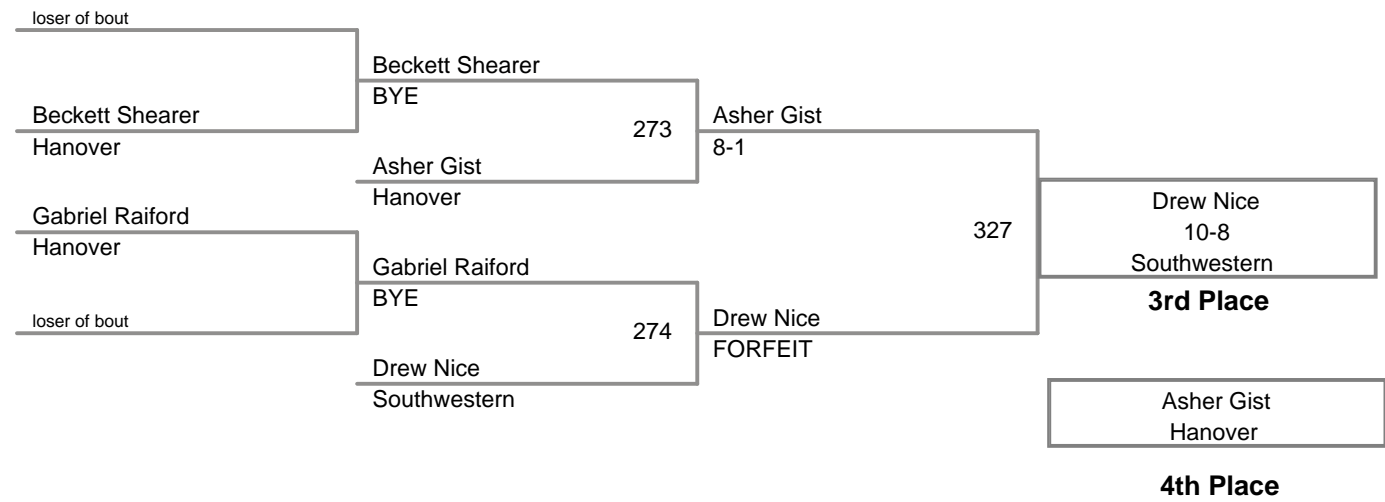 loser of bout
Beckett Shearer
BYE
Beckett Shearer
Hanover
273
Asher Gist
8-1
Asher Gist
Hanover
Gabriel Raiford
Hanover
327
Drew Nice
10-8
Southwestern
3rd Place
Gabriel Raiford
BYE
loser of bout
274
Drew Nice
FORFEIT
Drew Nice
Southwestern
Asher Gist
Hanover
4th Place